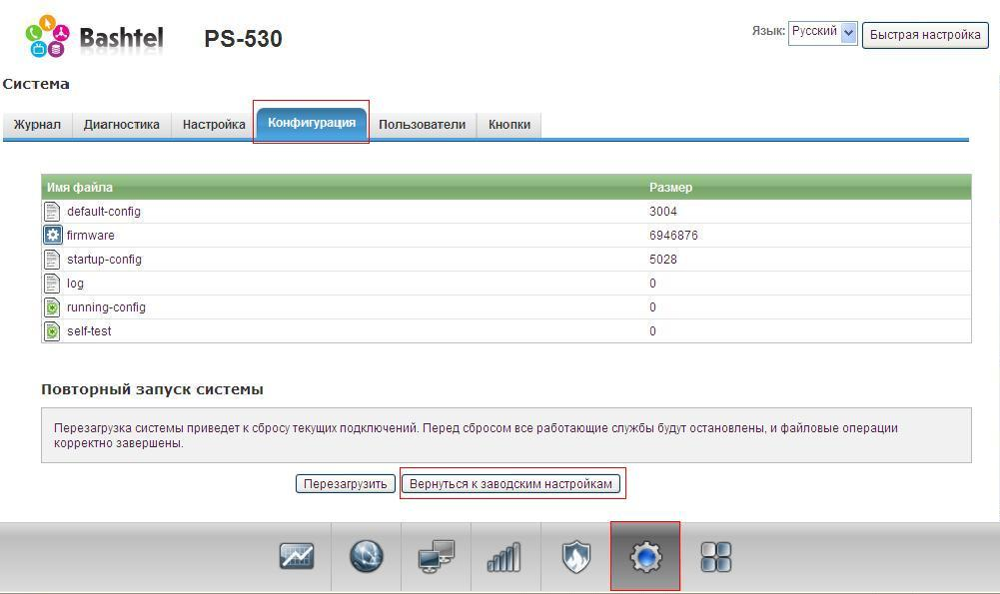 Bashtel PS-530 Язык: Русский Быстрая настройка
Система
Журнал Диагностика Настройка Конфигурация Пользователи Кнопки
Имя файла Размер
default-config 3004
firmware 6946876
startup-config 5028
log 0
running-config 0
self-test 0
Повторный запуск системы
Перезагрузка системы приведет к сбросу текущих подключений. Перед сбросом все работающие службы будут остановлены, и файловые операции
корректно завершены.
Перезагрузить Вернуться к заводским настройкам